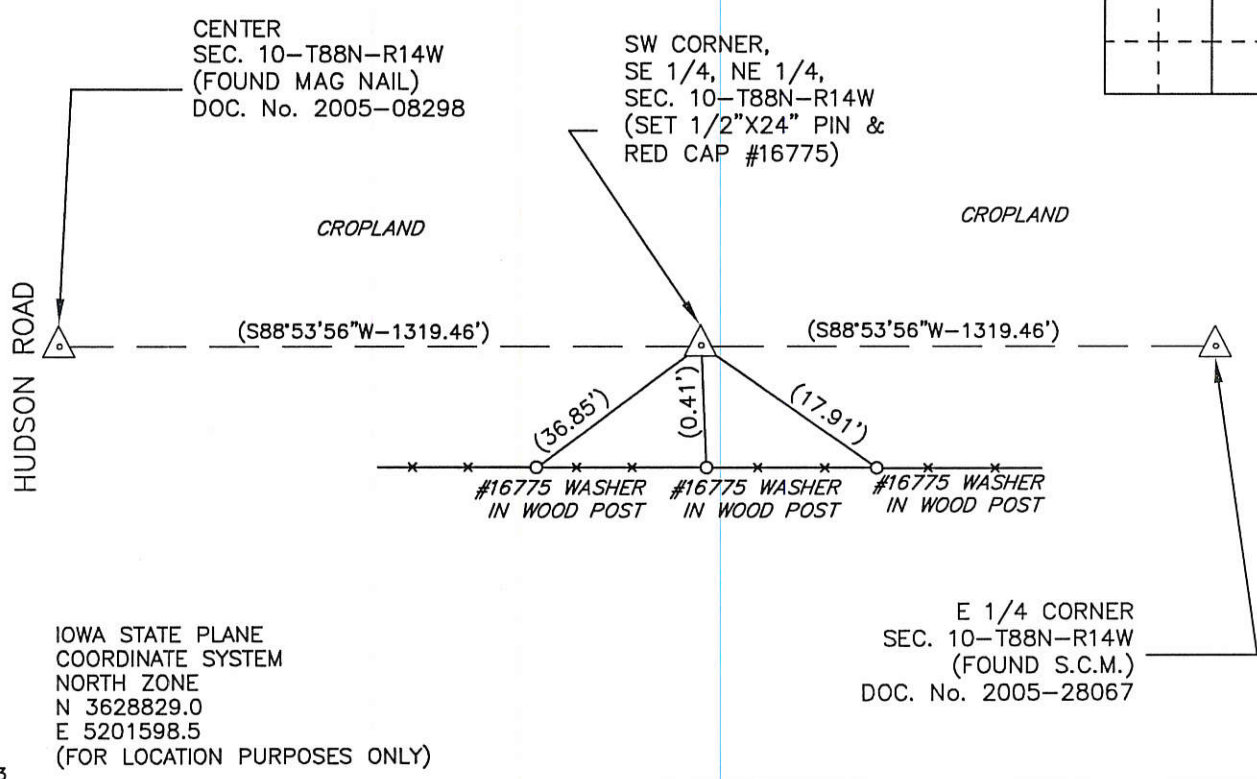 CENTER
SEC. 10-T88N-R14W
(FOUND MAG NAIL)
DOC. No. 2005-08298
SW CORNER,
SE 1/4, NE 1/4,
SEC. 10-T88N-R14W
(SET 1/2"X24" PIN &
RED CAP #16775)
CROPLAND
CROPLAND
HUDSON ROAD
(S88°53'56"W-1319.46')
(S88°53'56"W-1319.46')
(36.85')
(0.41')
(17.91')
#16775 WASHER
IN WOOD POST
#16775 WASHER
IN WOOD POST
#16775 WASHER
IN WOOD POST
E 1/4 CORNER
SEC. 10-T88N-R14W
(FOUND S.C.M.)
DOC. No. 2005-28067
IOWA STATE PLANE
COORDINATE SYSTEM
NORTH ZONE
N 3628829.0
E 5201598.5
(FOR LOCATION PURPOSES ONLY)